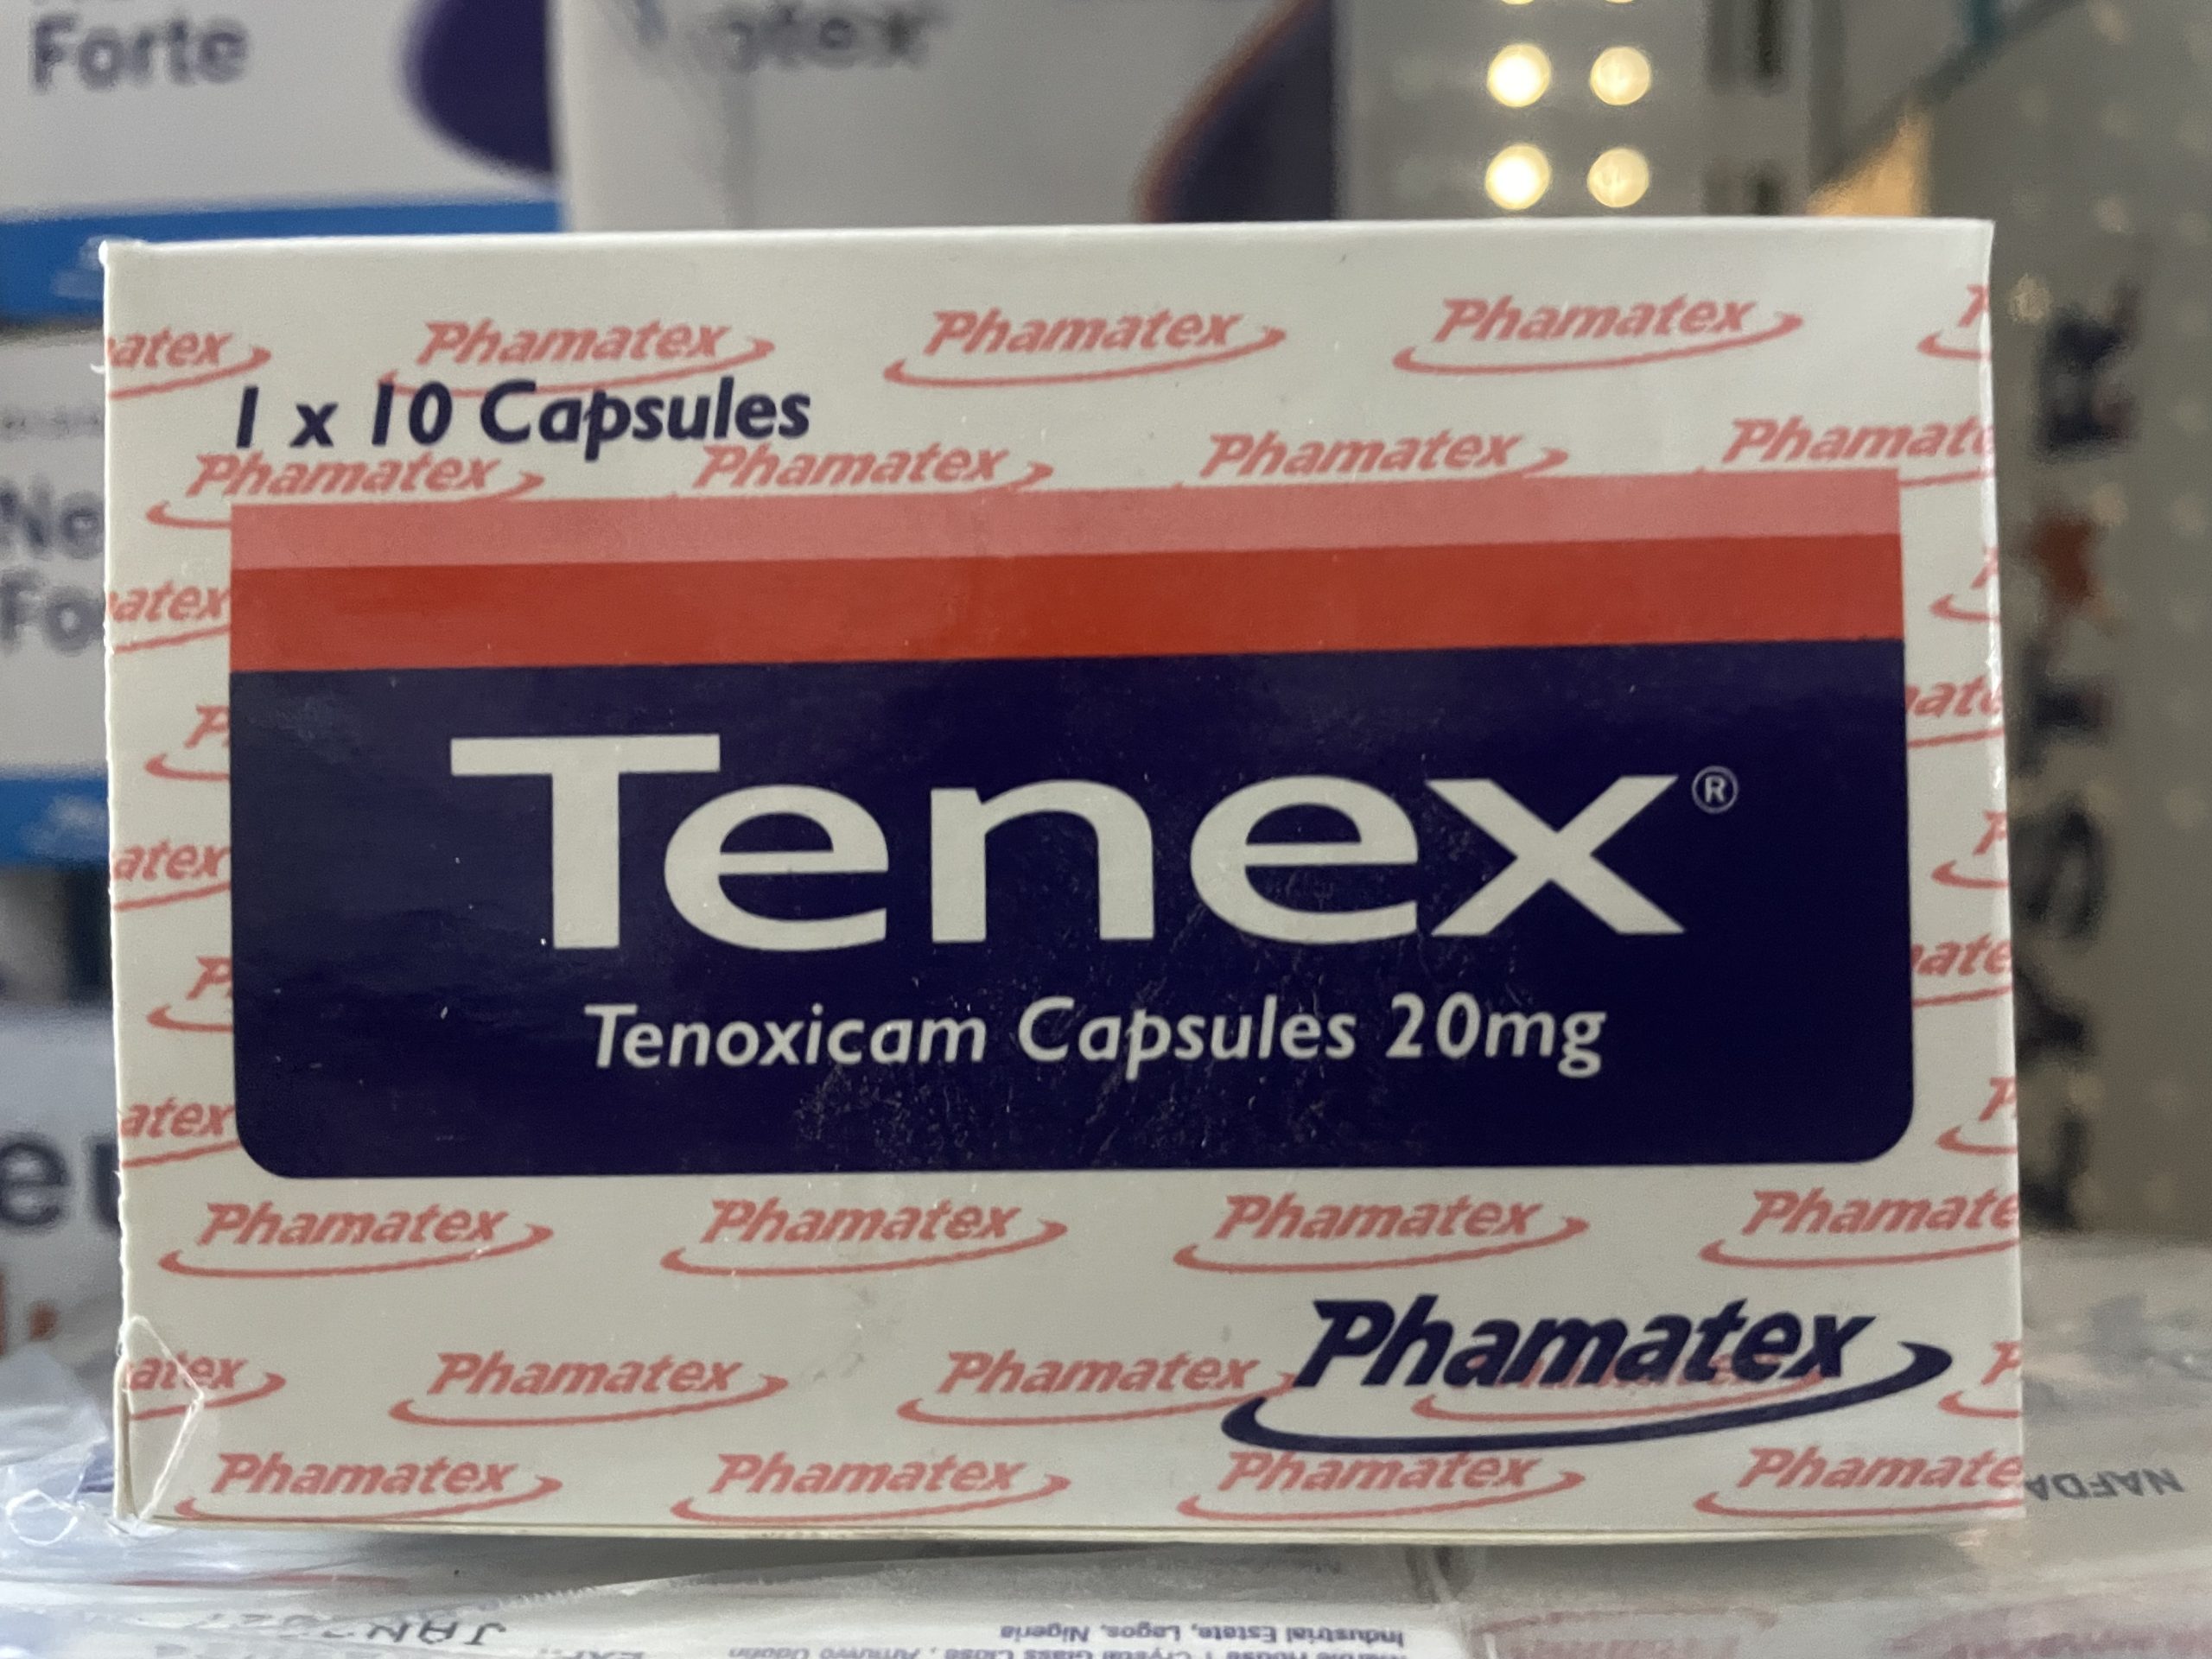 Forte
1 x 10 Capsules
Phamatex Phamatex Phamatex
Phamatex Phamatex Phamatex
Tenex®
Tenoxicam Capsules 20mg
Phamatex Phamatex Phamatex
Phamatex
Phamatex Phamatex
Phamatex Phamatex Phamatex
NAFDA
Industrial Estate, Lagos, Nigeria